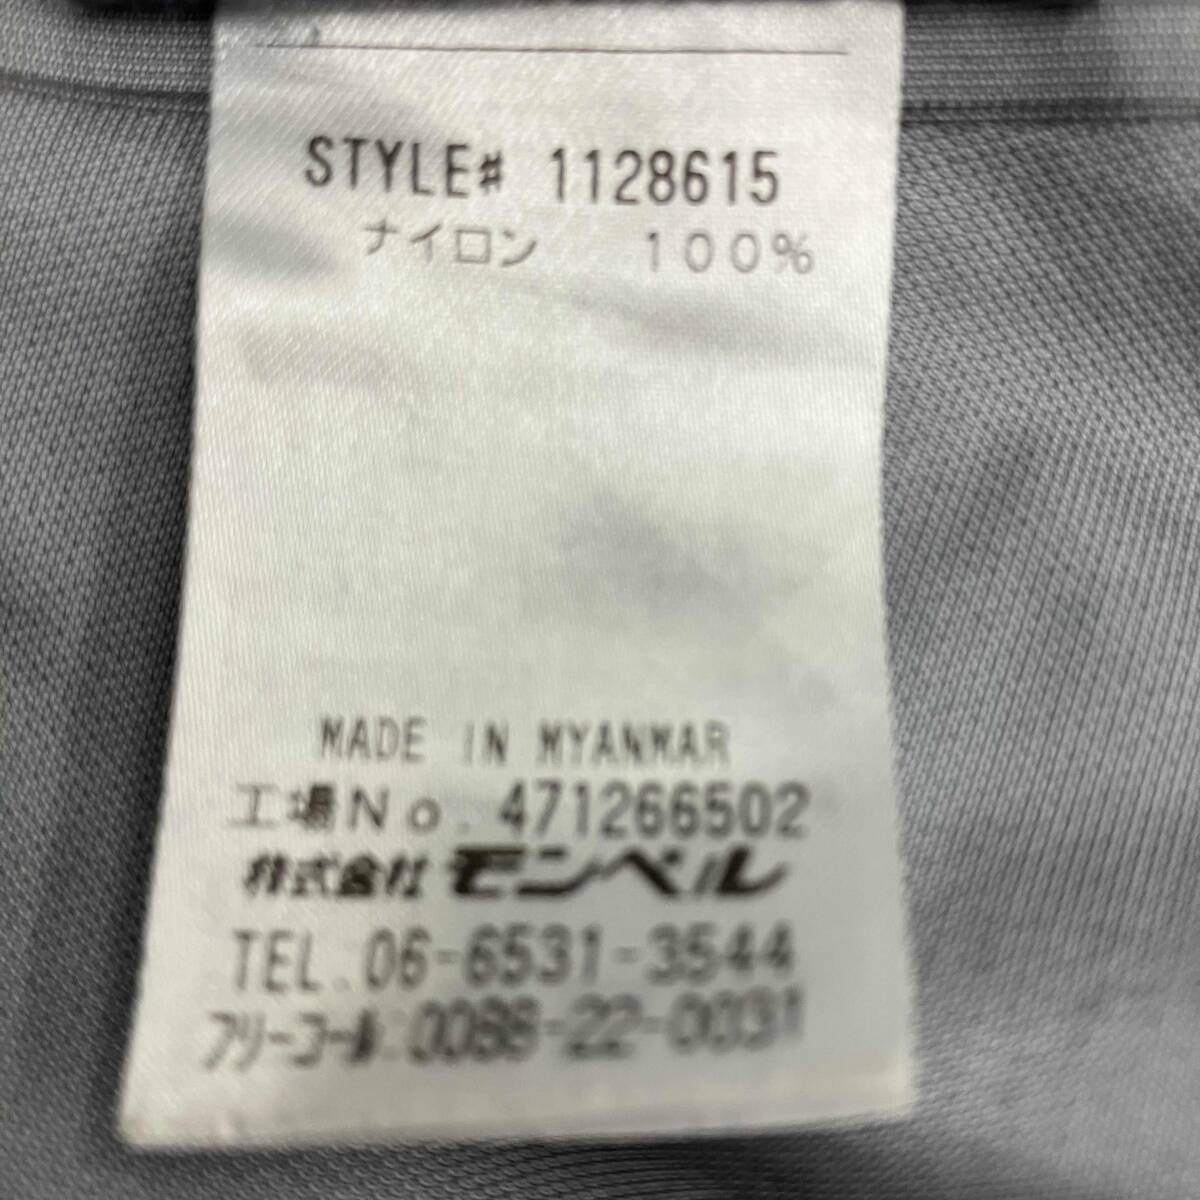 STYLE# 1128615
ナイロン 100%
MADE IN MYANMAR
工場No. 471266502
株式会社 モンベル
TEL. 06-6531-3544
フリーコール. 0088-22-0031